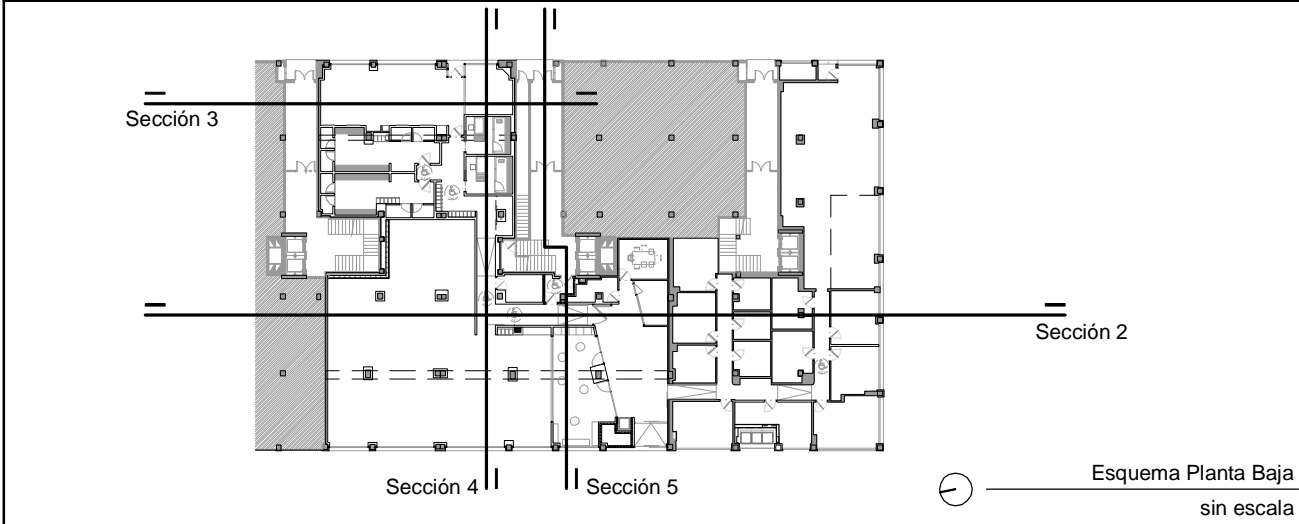 Sección 3
Sección 2
Sección 4
Sección 5
Esquema Planta Baja
sin escala